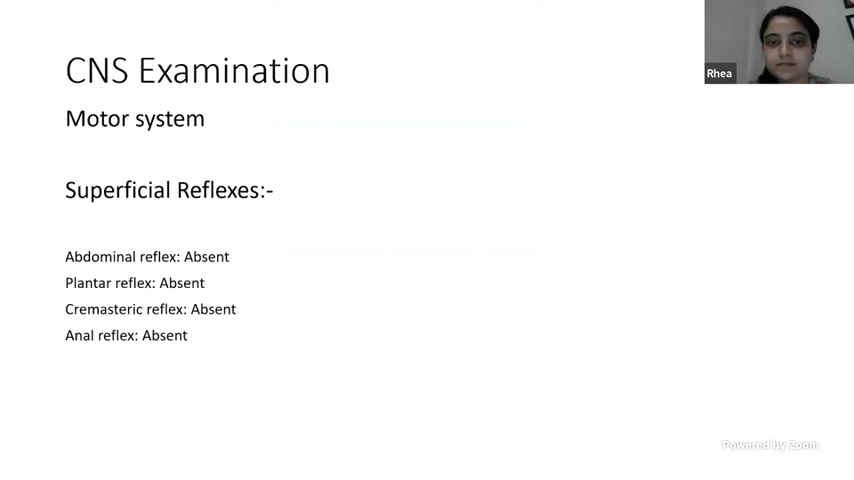 CNS Examination
Motor system
Superficial Reflexes:-
Abdominal reflex: Absent
Plantar reflex: Absent
Cremasteric reflex: Absent
Anal reflex: Absent
Rhea
Powered by Zoom